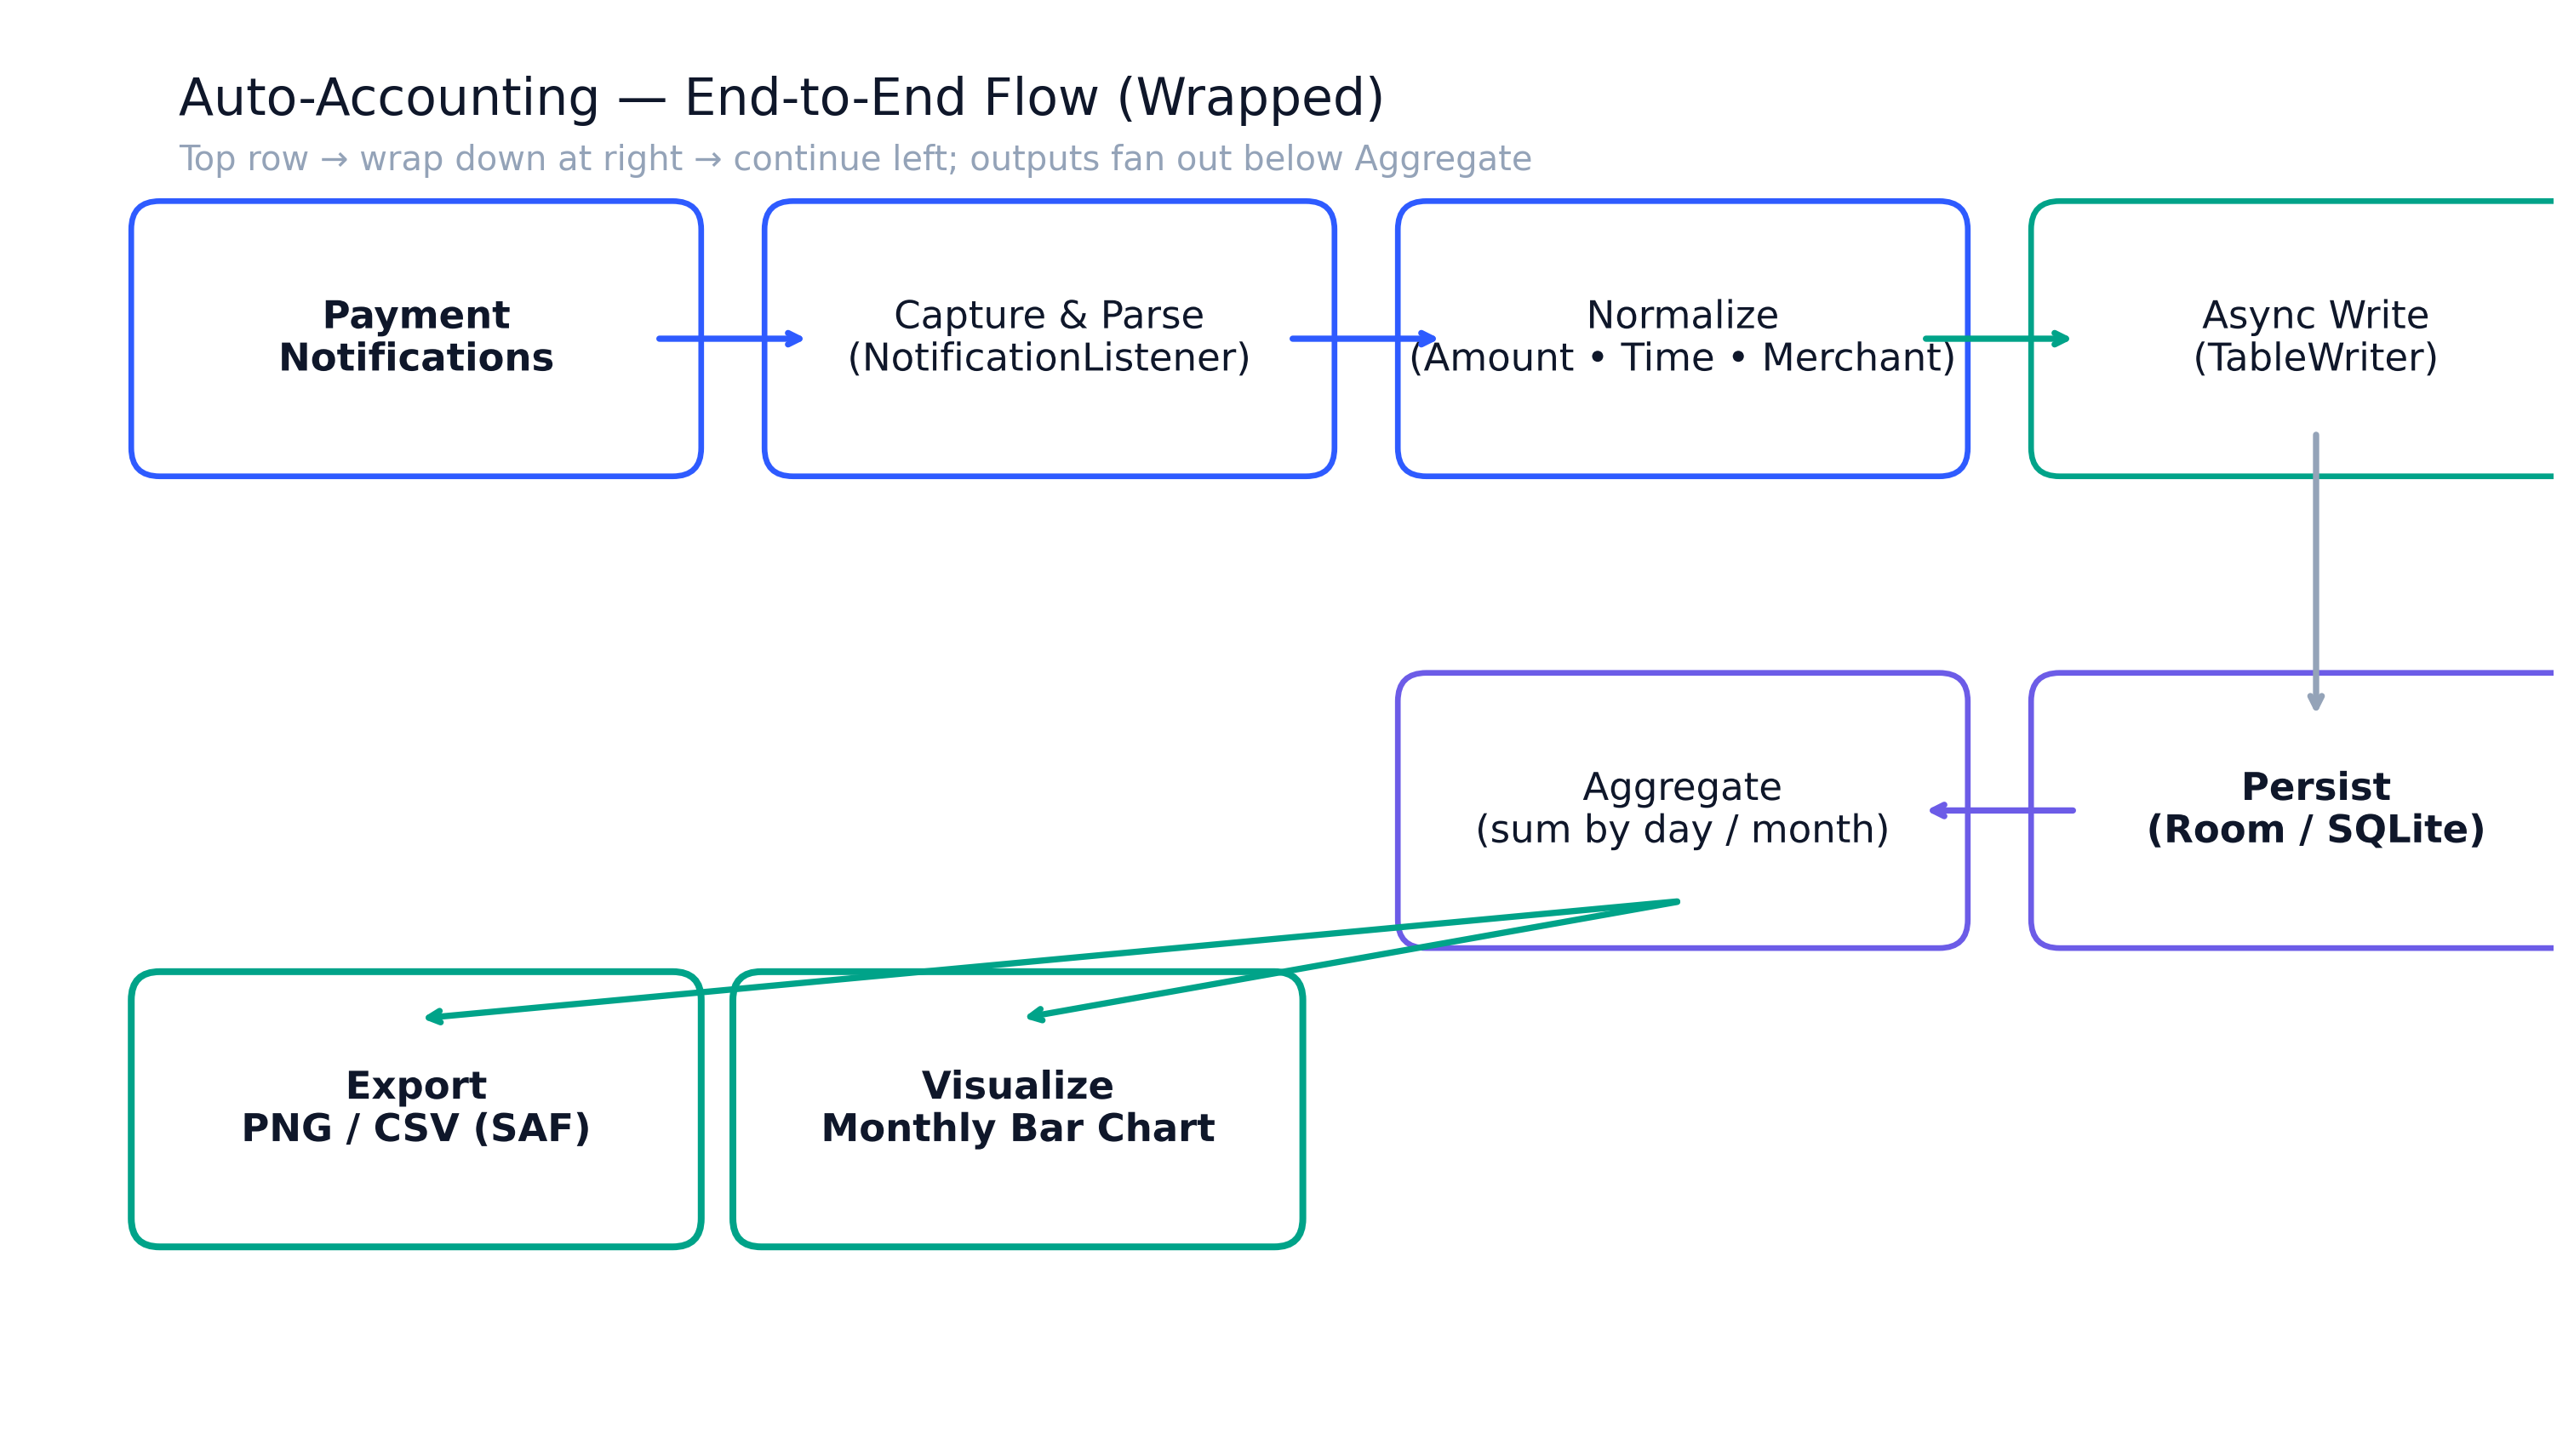 Auto-Accounting — End-to-End Flow (Wrapped)
Top row → wrap down at right → continue left; outputs fan out below Aggregate
Payment
Notifications
Capture & Parse
(NotificationListener)
Normalize
(Amount • Time • Merchant)
Async Write
(TableWriter)
Persist
(Room / SQLite)
Aggregate
(sum by day / month)
Export
PNG / CSV (SAF)
Visualize
Monthly Bar Chart